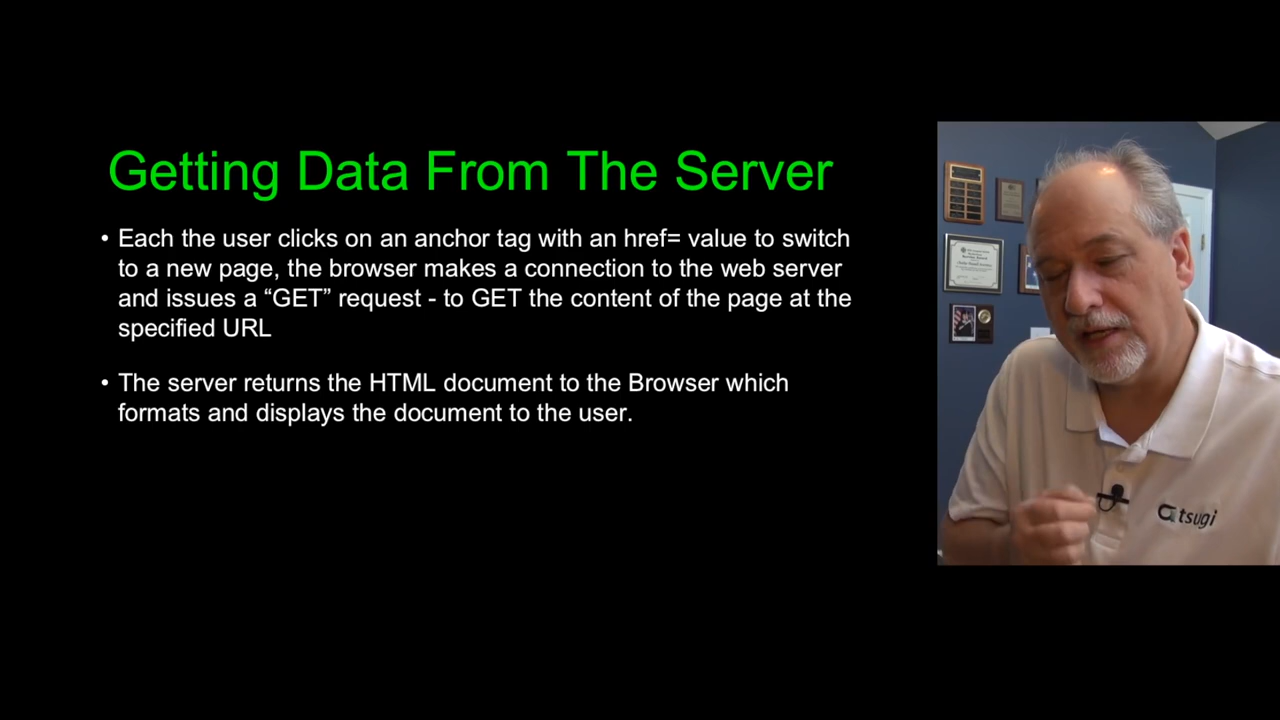 Getting Data From The Server
• Each the user clicks on an anchor tag with an href= value to switch
to a new page, the browser makes a connection to the web server
and issues a “GET” request - to GET the content of the page at the
specified URL
• The server returns the HTML document to the Browser which
formats and displays the document to the user.
tsugi